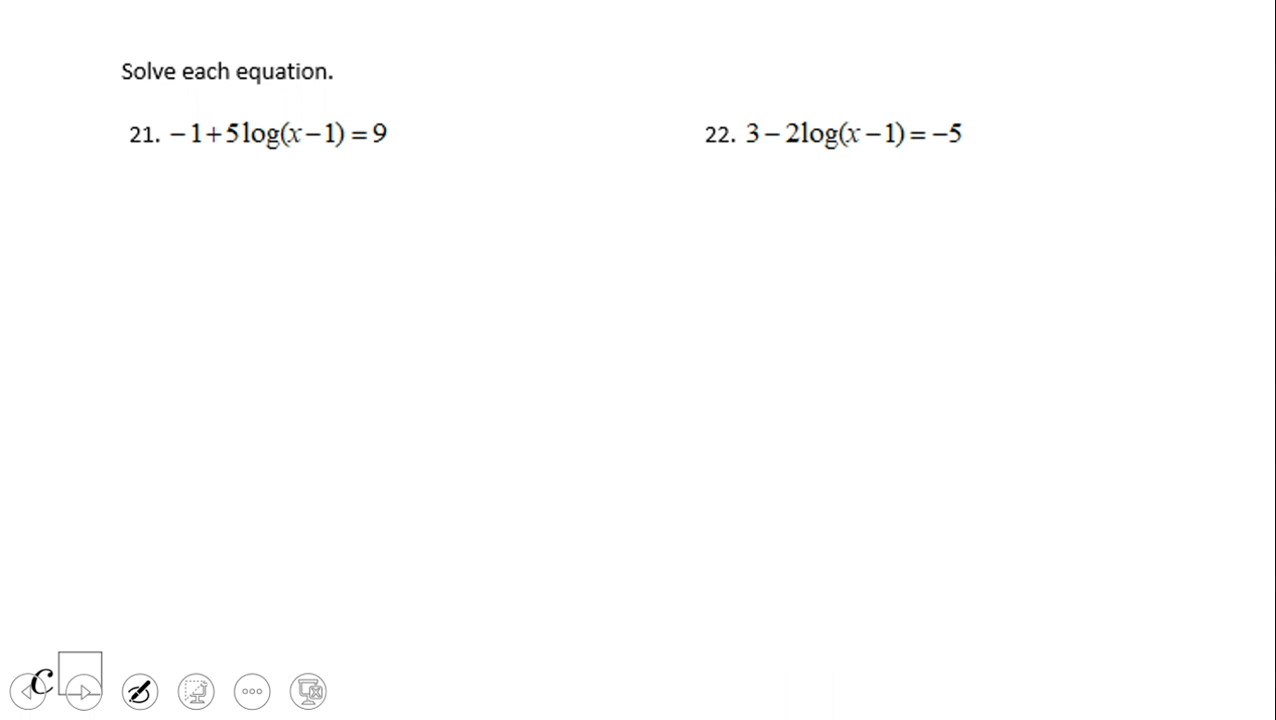 Solve each equation.
21. −1+5log(x−1)=9
22. 3−2log(x−1)=−5
C